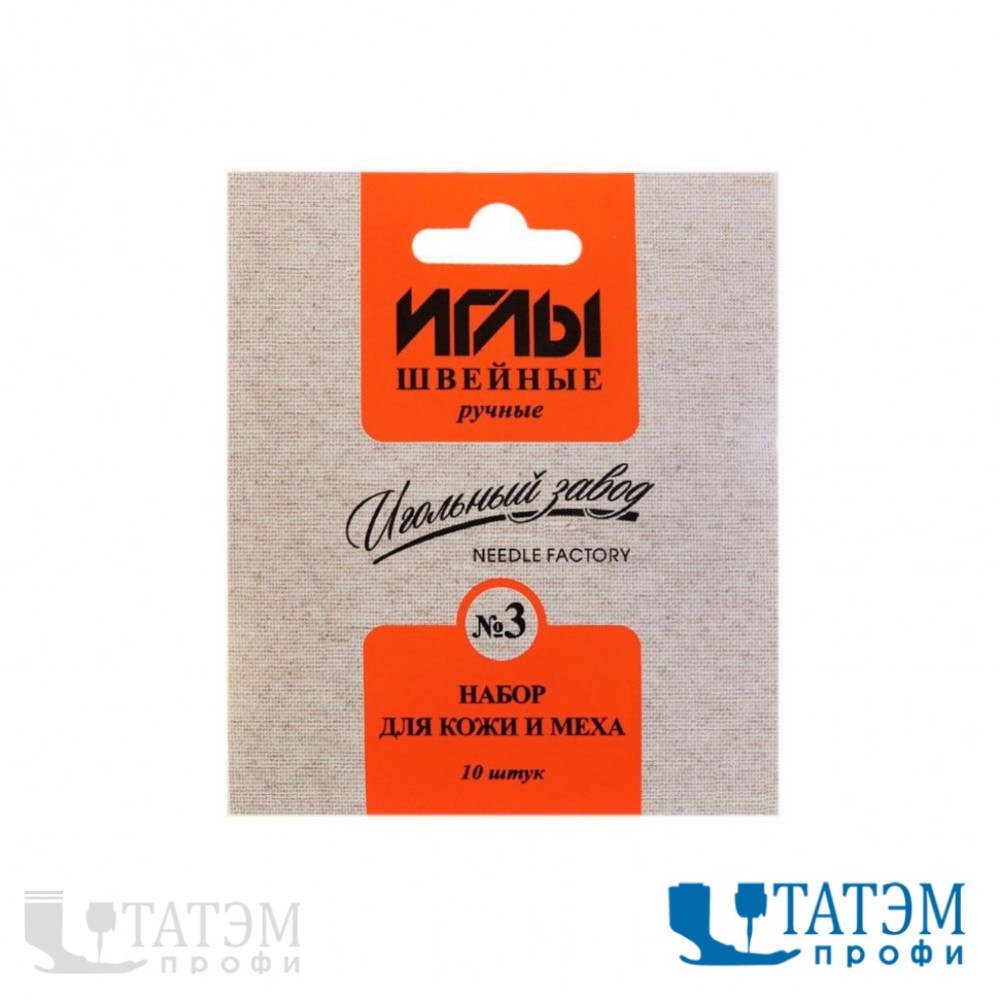 ИГЛЫ
ШВЕЙНЫЕ
ручные
Игольный завод
NEEDLE FACTORY
№3
НАБОР
ДЛЯ КОЖИ И МЕХА
10 штук
ТАТЭМ
профи
ТАТЭМ
профи